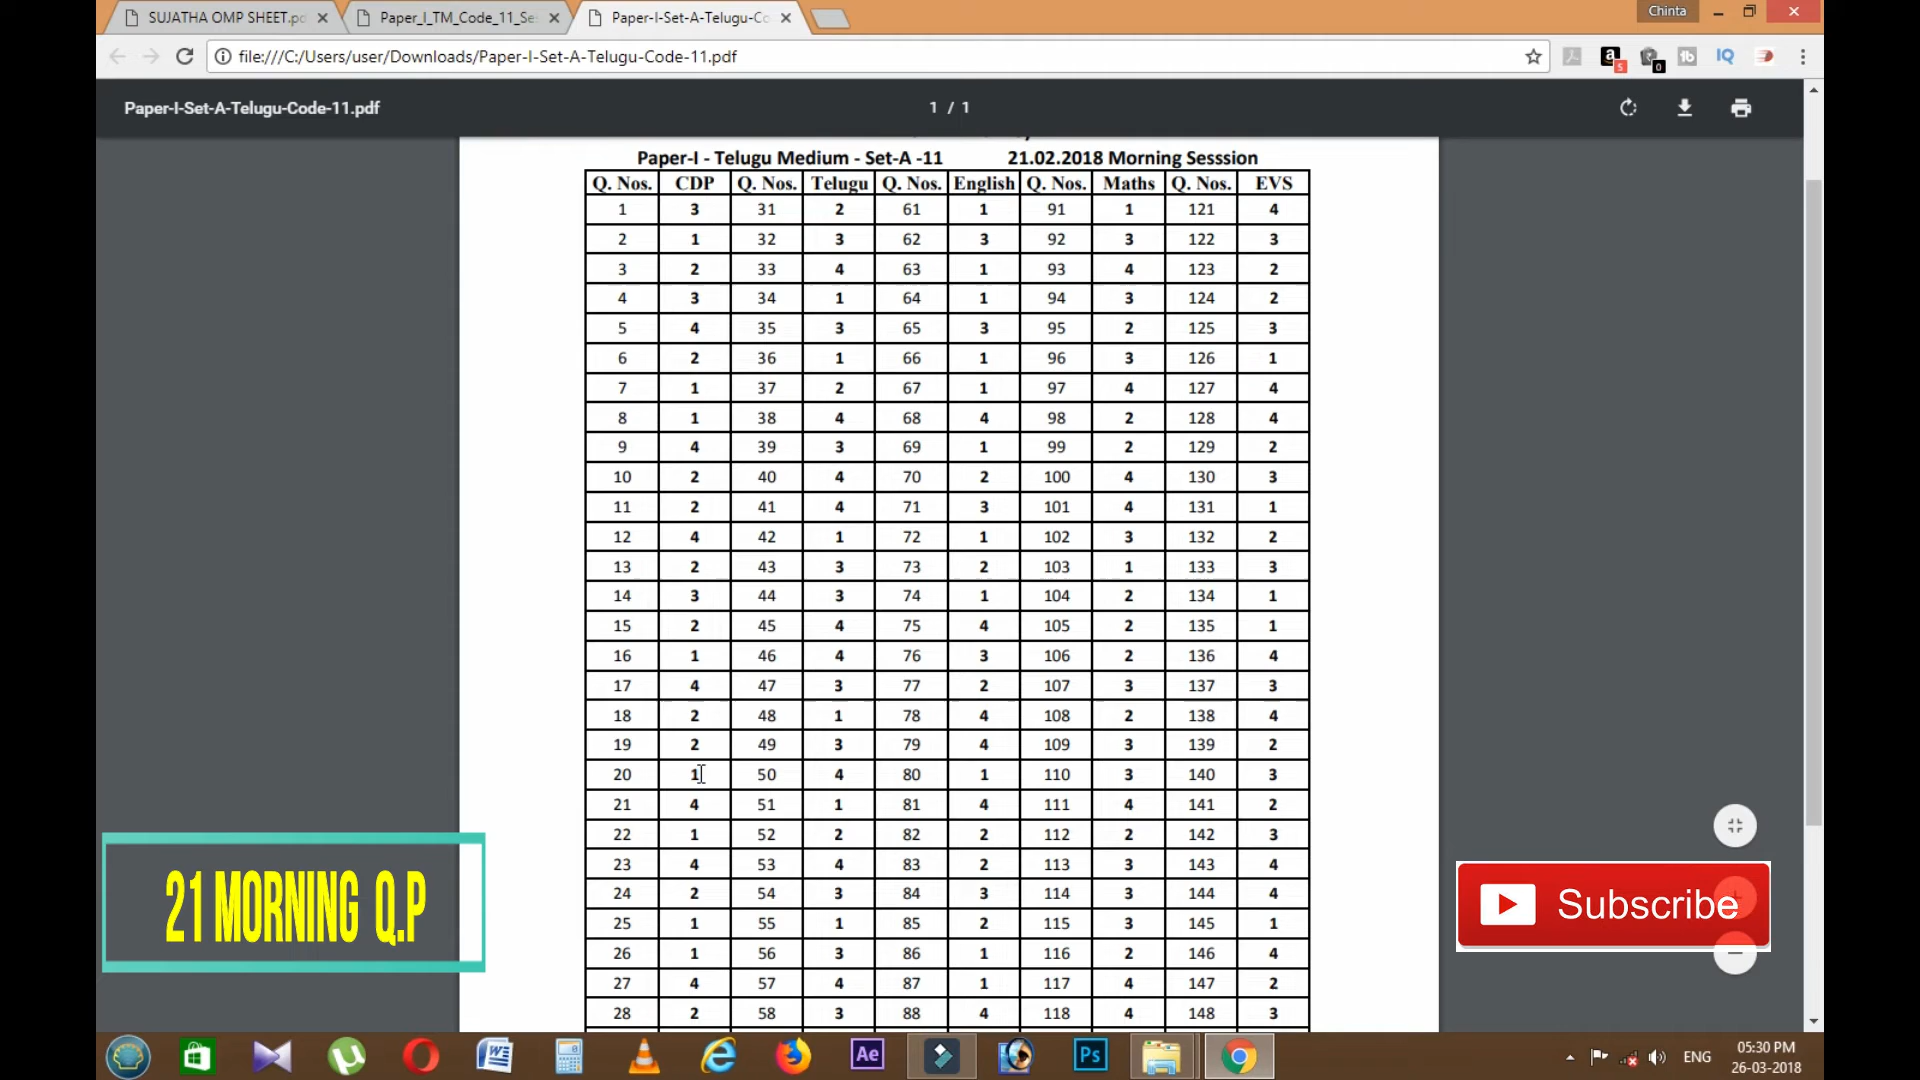 SUJATHA OMP SHEET.pd
Paper_I_TM_Code_11_Se
Paper-I-Set-A-Telugu-Co
Chinta
file:///C:/Users/user/Downloads/Paper-I-Set-A-Telugu-Code-11.pdf
Paper-I-Set-A-Telugu-Code-11.pdf 1 / 1
Paper-I - Telugu Medium - Set-A -11 21.02.2018 Morning Sesssion
Q. Nos. CDP Q. Nos. Telugu Q. Nos. English Q. Nos. Maths Q. Nos. EVS
1 3 31 2 61 1 91 1 121 4
2 1 32 3 62 3 92 3 122 3
3 2 33 4 63 1 93 4 123 2
4 3 34 1 64 1 94 3 124 2
5 4 35 3 65 3 95 2 125 3
6 2 36 1 66 1 96 3 126 1
7 1 37 2 67 1 97 4 127 4
8 1 38 4 68 4 98 2 128 4
9 4 39 3 69 1 99 2 129 2
10 2 40 4 70 2 100 4 130 3
11 2 41 4 71 3 101 4 131 1
12 4 42 1 72 1 102 3 132 2
13 2 43 3 73 2 103 1 133 3
14 3 44 3 74 1 104 2 134 1
15 2 45 4 75 4 105 2 135 1
16 1 46 4 76 3 106 2 136 4
17 4 47 3 77 2 107 3 137 3
18 2 48 1 78 4 108 2 138 4
19 2 49 3 79 4 109 3 139 2
20 1 50 4 80 1 110 3 140 3
21 4 51 1 81 4 111 4 141 2
22 1 52 2 82 2 112 2 142 3
23 4 53 4 83 2 113 3 143 4
24 2 54 3 84 3 114 3 144 4
25 1 55 1 85 2 115 3 145 1
26 1 56 3 86 1 116 2 146 4
27 4 57 4 87 1 117 4 147 2
28 2 58 3 88 4 118 4 148 3
21 MORNING Q.P
Subscribe
Ae
Ps
ENG
05:30 PM
26-03-2018